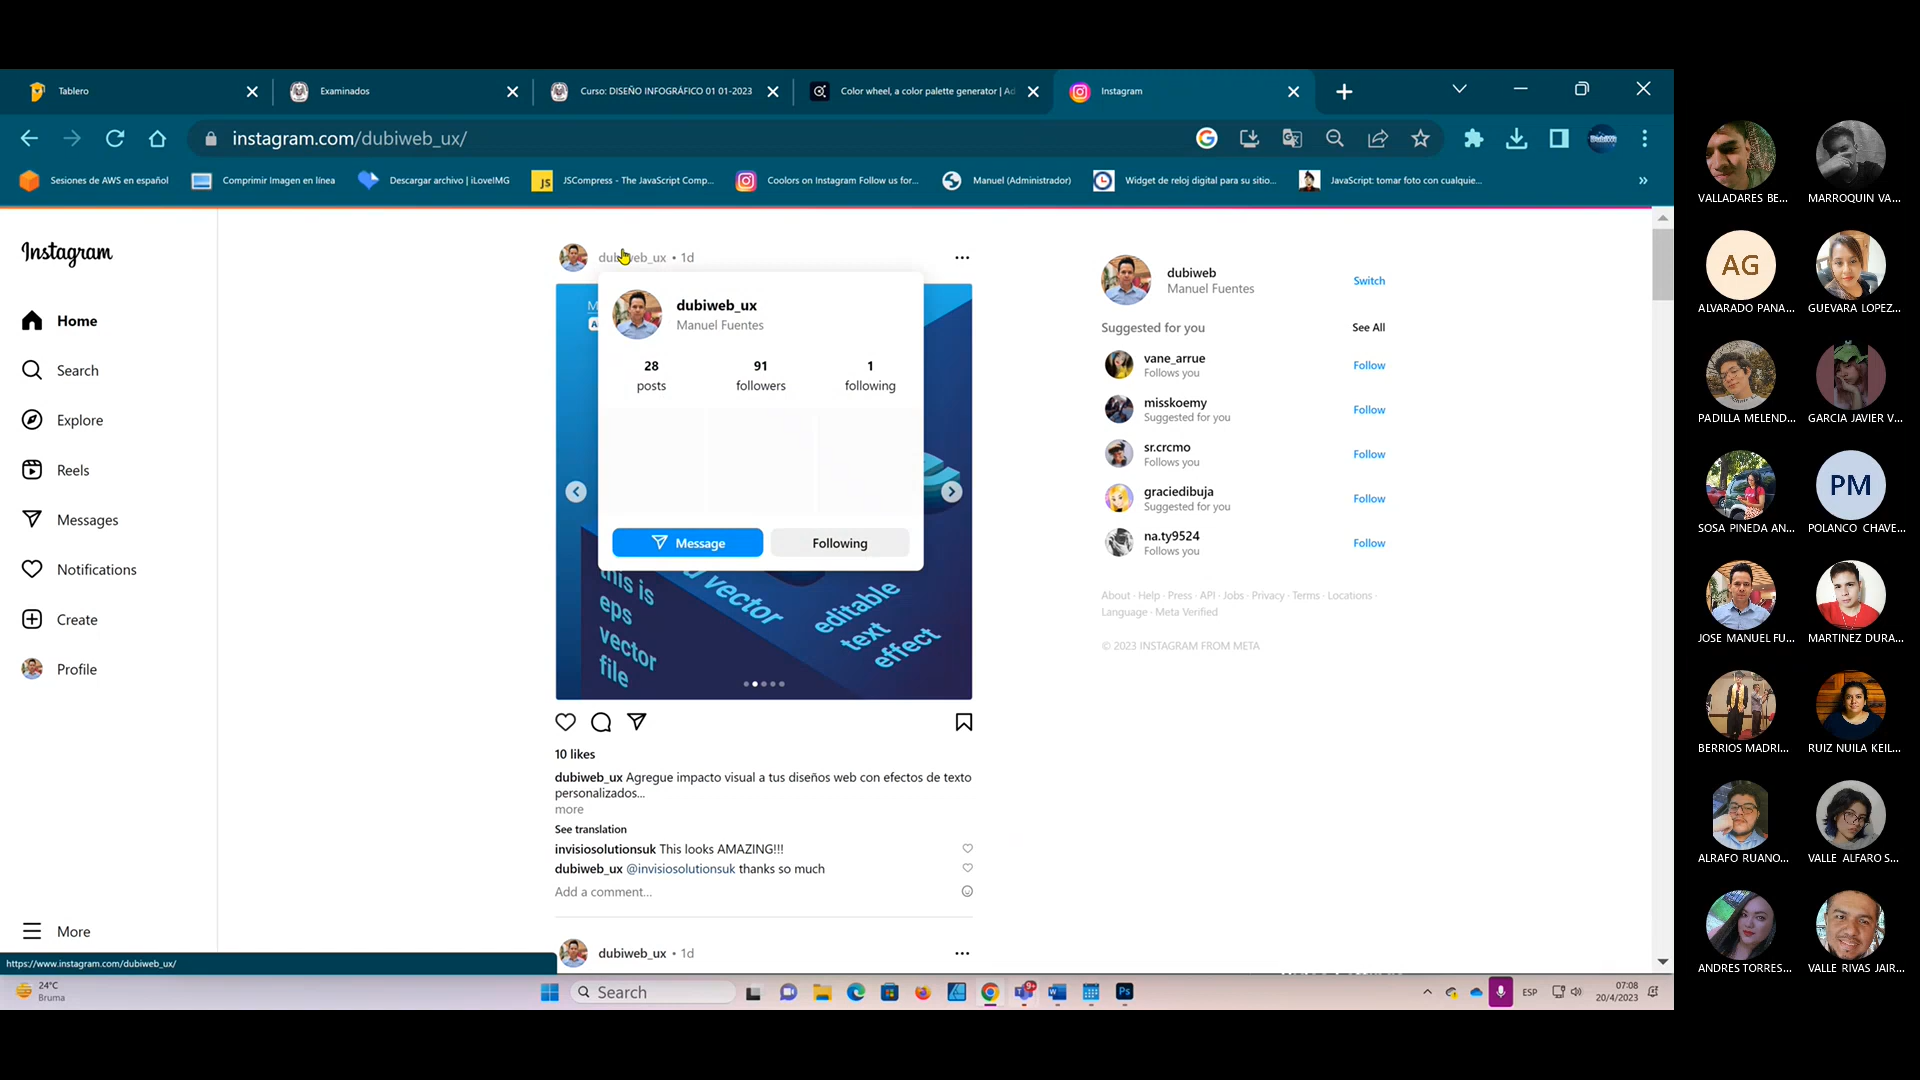 Tablero
Examinados
Curso: DISEÑO INFOGRÁFICO 01 01-2023
Color wheel, a color palette generator | Ad
Instagram
instagram.com/dubiweb_ux/
Sesiones de AWS en español
Comprimir Imagen en línea
Descargar archivo | iLoveIMG
JS
JSCompress - The JavaScript Comp...
Coolors on Instagram Follow us for...
Manuel (Administrador)
Widget de reloj digital para su sitio...
JavaScript: tomar foto con cualquie...
»
Instagram
Home
Search
Explore
Reels
Messages
Notifications
Create
Profile
More
https://www.instagram.com/dubiweb_ux/
dubiweb_ux • 1d
dubiweb_ux
Manuel Fuentes
28
posts
91
followers
1
following
Message
Following
this is
eps
vector
file
vector
editable
text
effect
10 likes
dubiweb_ux Agregue impacto visual a tus diseños web con efectos de texto
personalizados...
more
See translation
invisiosolutionsuk This looks AMAZING!!!
dubiweb_ux @invisiosolutionsuk thanks so much
Add a comment...
dubiweb_ux • 1d
dubiweb
Manuel Fuentes
Switch
Suggested for you
See All
vane_arrue
Follows you
Follow
misskoemy
Suggested for you
Follow
sr.crcmo
Follows you
Follow
graciedibuja
Suggested for you
Follow
na.ty9524
Follows you
Follow
About · Help · Press · API · Jobs · Privacy · Terms · Locations ·
Language · Meta Verified
© 2023 INSTAGRAM FROM META
24°C
Bruma
Search
9+
Ps
ESP
07:08
20/4/2023
VALLADARES BE...
MARROQUIN VA...
AG
ALVARADO PANA...
GUEVARA LOPEZ...
PADILLA MELEND...
GARCIA JAVIER V...
SOSA PINEDA AN...
PM
POLANCO CHAVE...
JOSE MANUEL FU...
MARTINEZ DURA...
BERRIOS MADRI...
RUIZ NUILA KEIL...
ALRAFO RUANO...
VALLE ALFARO S...
ANDRES TORRES...
VALLE RIVAS JAIR...